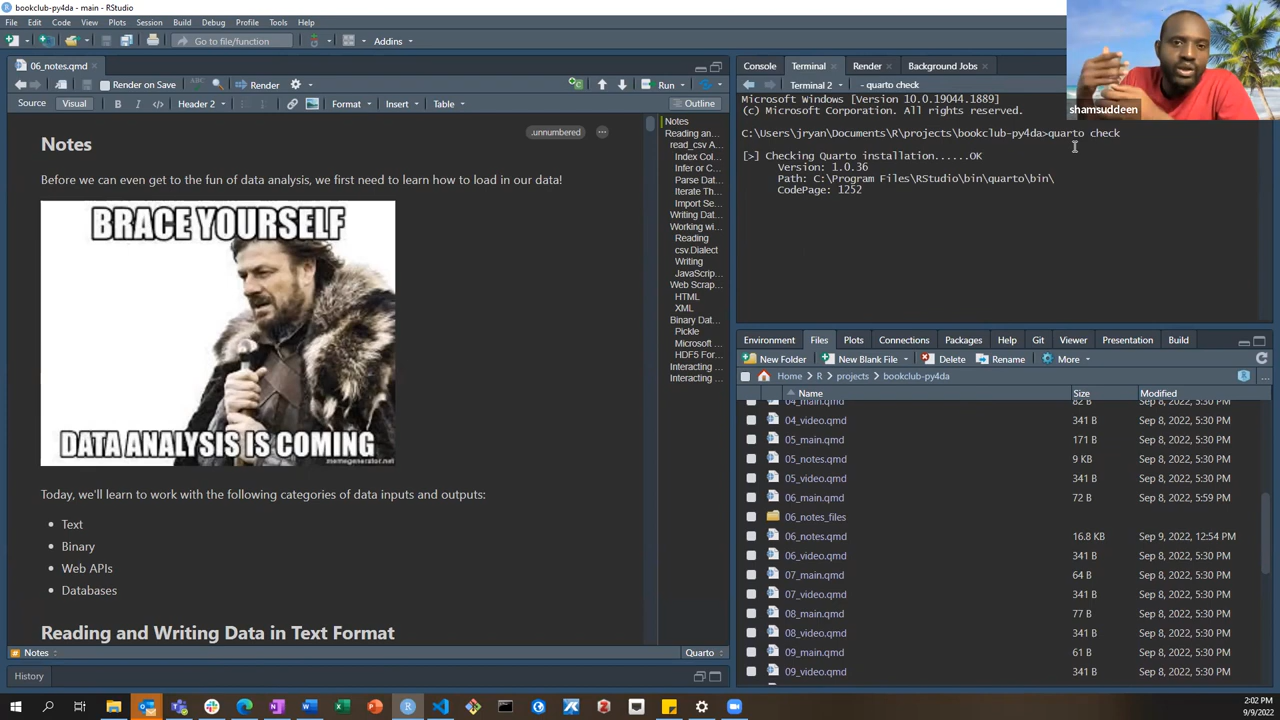 bookclub-py4da - main - RStudio
File Edit Code View Plots Session Build Debug Profile Tools Help
Go to file/function
Addins
06_notes.qmd
Render on Save
Render
Run
Source Visual
B I </> Header 2
Format Insert Table
Outline
.unnumbered
Notes
Before we can even get to the fun of data analysis, we first need to learn how to load in our data!
BRACE YOURSELF
DATA ANALYSIS IS COMING
memegenerator.net
Today, we'll learn to work with the following categories of data inputs and outputs:
• Text
• Binary
• Web APIs
• Databases
Reading and Writing Data in Text Format
Notes
Reading an...
read_csv A...
Index Col...
Infer or C...
Parse Dat...
Iterate Th...
Import Se...
Writing Dat...
Working wi...
Reading
csv.Dialect
Writing
JavaScrip...
Web Scrap...
HTML
XML
Binary Dat...
Pickle
Microsoft ...
HDF5 For...
Interacting ...
Interacting ...
# Notes
Quarto
History
Console Terminal Render Background Jobs
Terminal 2
- quarto check
Microsoft Windows [Version 10.0.19044.1889]
(c) Microsoft Corporation. All rights reserved.
C:\Users\jryan\Documents\R\projects\bookclub-py4da>quarto check
[>] Checking Quarto installation......OK
Version: 1.0.36
Path: C:\Program Files\RStudio\bin\quarto\bin\
CodePage: 1252
shamsuddeen
Environment Files Plots Connections Packages Help Git Viewer Presentation Build
New Folder New Blank File Delete Rename More
Home R projects bookclub-py4da
Name Size Modified
04_main.qmd 82 B Sep 8, 2022, 5:30 PM
04_video.qmd 341 B Sep 8, 2022, 5:30 PM
05_main.qmd 171 B Sep 8, 2022, 5:30 PM
05_notes.qmd 9 KB Sep 8, 2022, 5:30 PM
05_video.qmd 341 B Sep 8, 2022, 5:30 PM
06_main.qmd 72 B Sep 8, 2022, 5:59 PM
06_notes_files
06_notes.qmd 16.8 KB Sep 9, 2022, 12:54 PM
06_video.qmd 341 B Sep 8, 2022, 5:30 PM
07_main.qmd 64 B Sep 8, 2022, 5:30 PM
07_video.qmd 341 B Sep 8, 2022, 5:30 PM
08_main.qmd 77 B Sep 8, 2022, 5:30 PM
08_video.qmd 341 B Sep 8, 2022, 5:30 PM
09_main.qmd 61 B Sep 8, 2022, 5:30 PM
09_video.qmd 341 B Sep 8, 2022, 5:30 PM
2:02 PM
9/9/2022